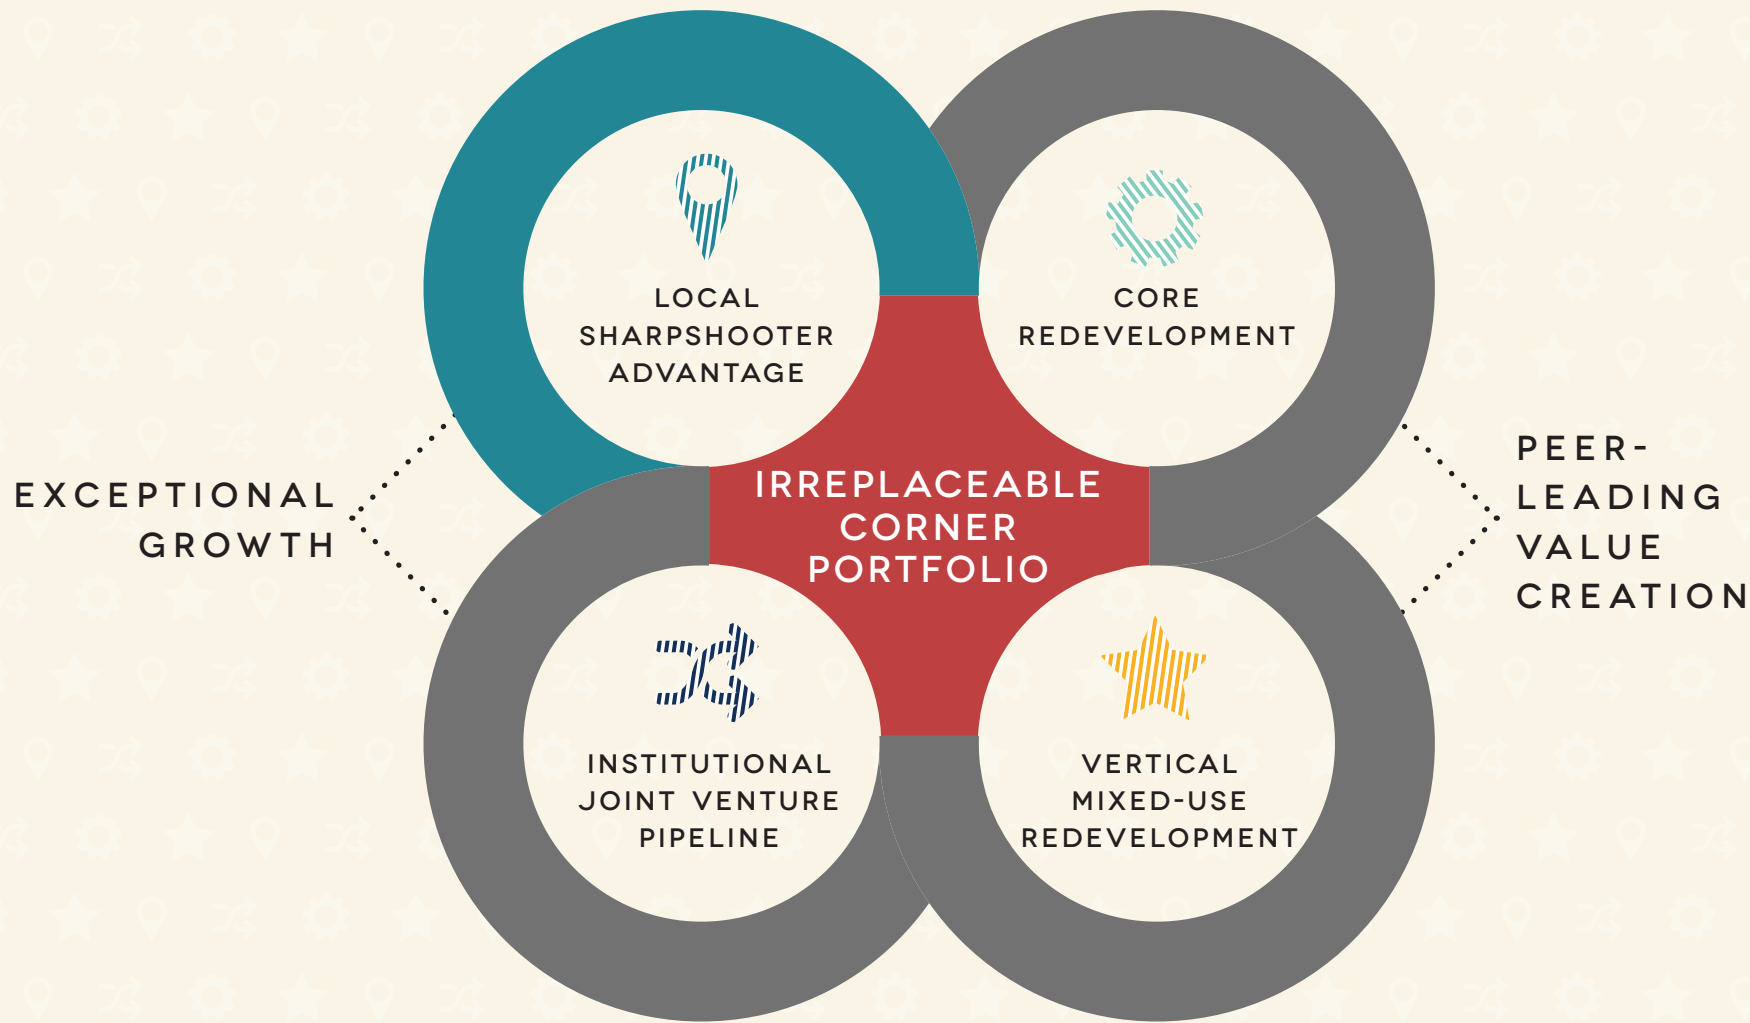 LOCAL
SHARPSHOOTER
ADVANTAGE
CORE
REDEVELOPMENT
EXCEPTIONAL
GROWTH
IRREPLACEABLE
CORNER
PORTFOLIO
PEER-
LEADING
VALUE
CREATION
INSTITUTIONAL
JOINT VENTURE
PIPELINE
VERTICAL
MIXED-USE
REDEVELOPMENT